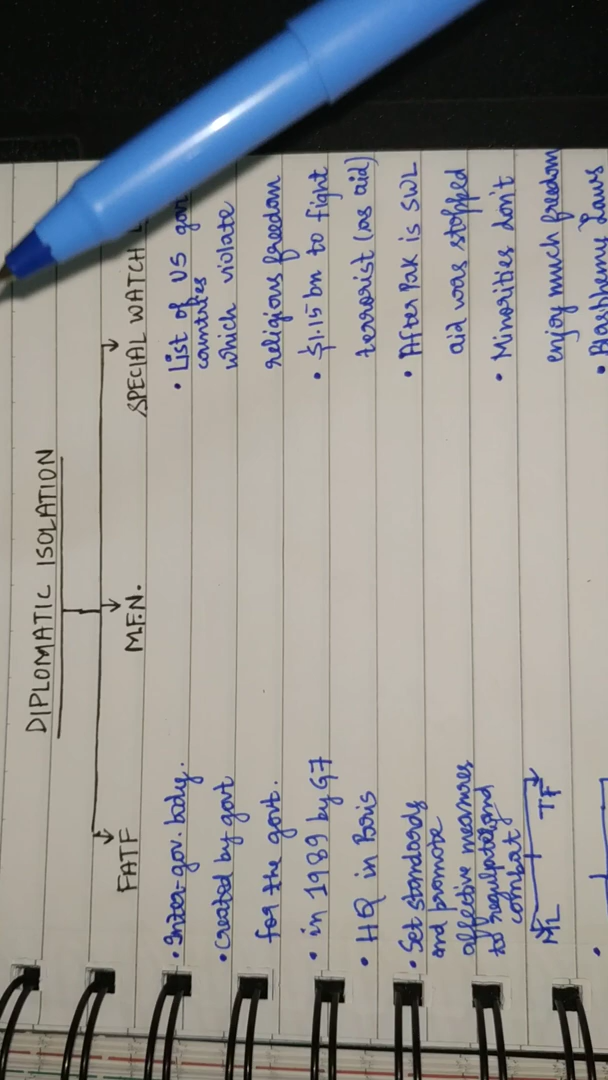 DIPLOMATIC ISOLATION
FATF
• Inter-gov. body.
• Created by govt
for the govt.
• in 1989 by G7
• HQ in Paris
• Set standards
and promote
effective measures
to regulate and
combat
ML TF
M.F.N.
SPECIAL WATCH
• List of US
countries
which violate
religious freedom
• $1.15 bn to fight
terrorist (as aid)
• After Pak is SWL
aid was stopped
• Minorities don't
enjoy much freedom
• Blasphemy Laws